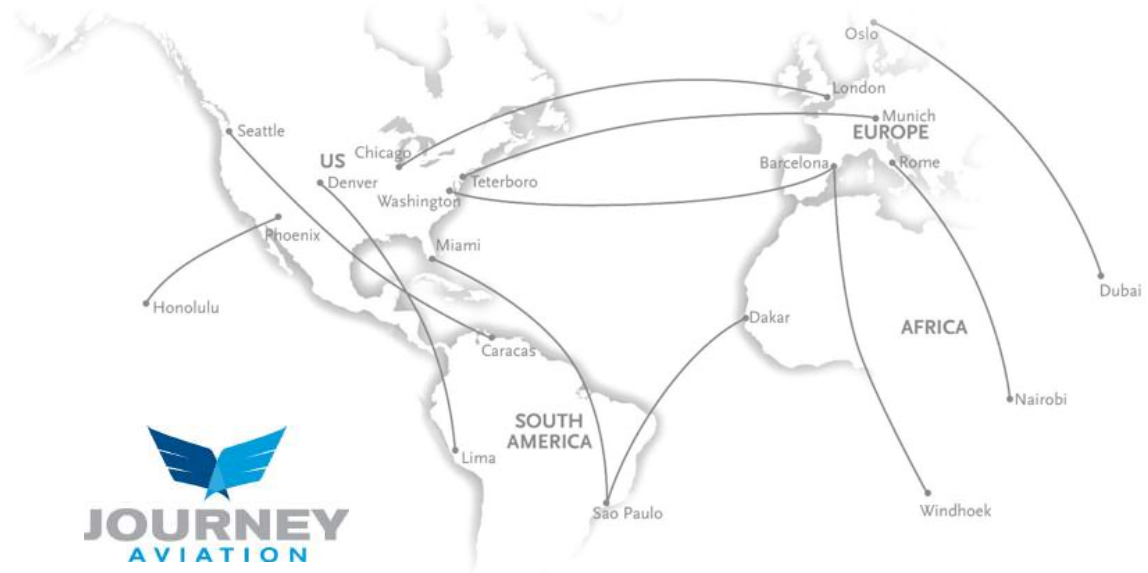 Oslo
London
Seattle
Munich
EUROPE
US
Chicago
Barcelona
Rome
Denver
Teterboro
Washington
Phoenix
Miami
Dubai
Honolulu
Dakar
AFRICA
Caracas
Nairobi
SOUTH
AMERICA
Lima
Sao Paulo
Windhoek
JOURNEY
AVIATION